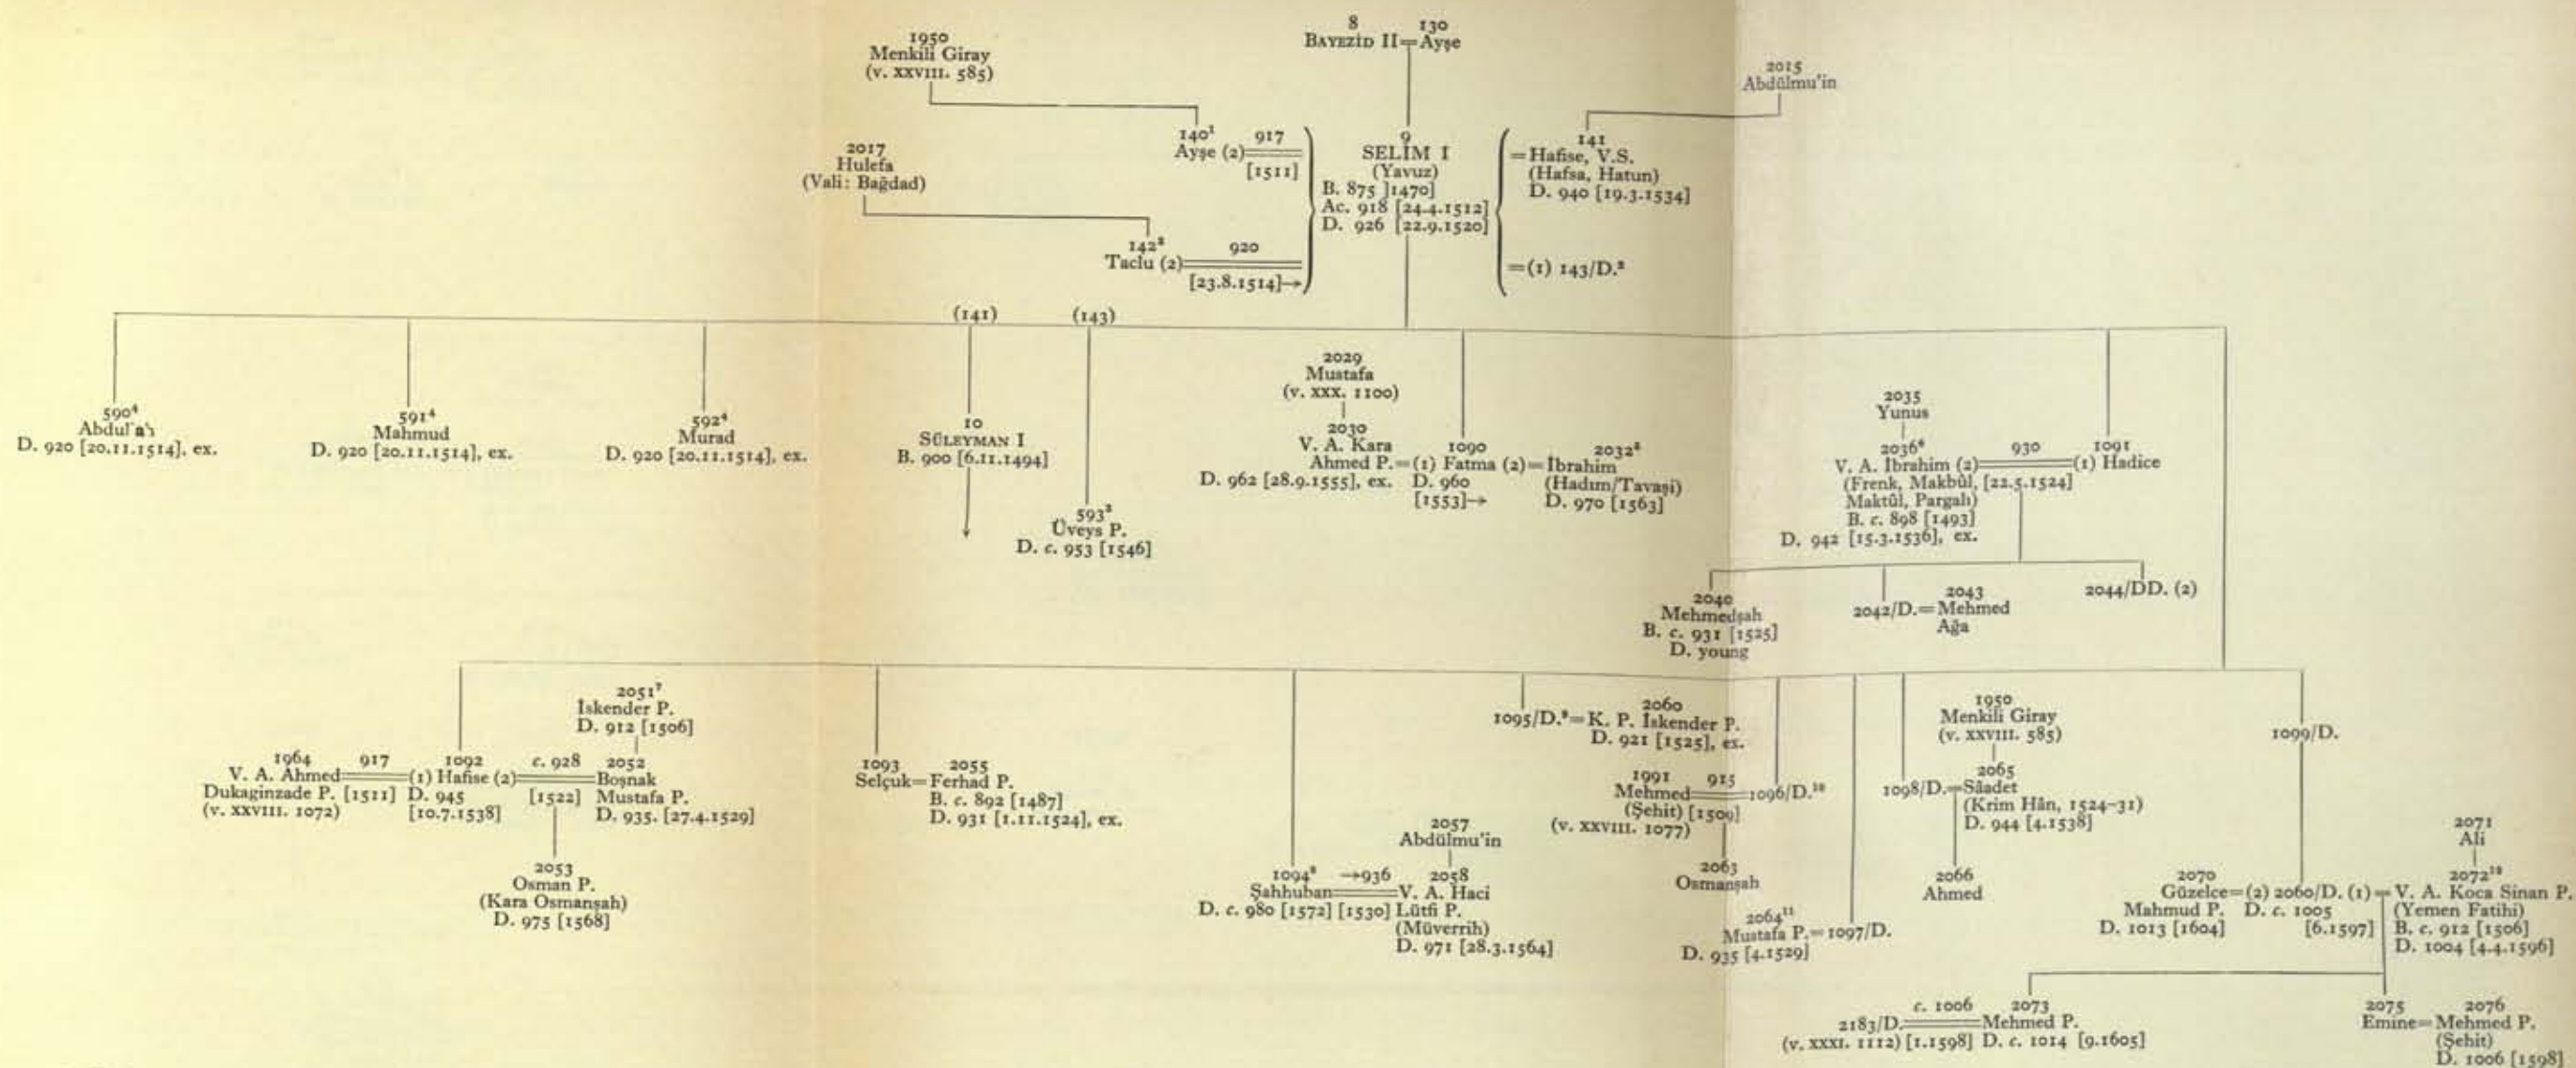 8 130
BAYEZİD II=Ayşe
1950
Menkili Giray
(v. XXVIII. 585)
2015
Abdülmu'in
140¹ 917
Ayşe (2)
[1511]
2017
Hulefa
(Vali: Bağdad)
142² 920
Taclu (2)
[23.8.1514]→
9
SELİM I
(Yavuz)
B. 875 ]1470]
Ac. 918 [24.4.1512]
D. 926 [22.9.1520]
141
=Hafise, V.S.
(Hafsa, Hatun)
D. 940 [19.3.1534]
=(1) 143/D.³
(141) (143)
590⁴
D. 920 [20.11.1514], ex.
591⁴
Mahmud
D. 920 [20.11.1514], ex.
592⁴
Murad
D. 920 [20.11.1514], ex.
10
SÜLEYMAN I
B. 900 [6.11.1494]
593³
Üveys P.
D. c. 953 [1546]
2029
Mustafa
(v. XXX. 1100)
2030
V. A. Kara
Ahmed P.=
D. 962 [28.9.1555], ex.
1090
(1) Fatma (2)=
D. 960
[1553]→
2032⁵
İbrahim
(Hadım/Tavaşi)
D. 970 [1563]
2035
Yunus
2036⁶ 930 1091
V. A. İbrahim (2)=(1) Hadice
(Frenk, Makbûl, [22.5.1524]
Maktûl, Pargalı)
B. c. 898 [1493]
D. 942 [15.3.1536], ex.
2040
Mehmedşah
B. c. 931 [1525]
D. young
2043
2042/D.=Mehmed
Ağa
2044/DD. (2)
2051⁷
İskender P.
D. 912 [1506]
1964 917 1092 c. 928 2052
V. A. Ahmed=(1) Hafise (2)=Boşnak
Dukaginzade P. [1511] D. 945 [1522] Mustafa P.
(v. XXVIII. 1072) [10.7.1538] D. 935. [27.4.1529]
2053
Osman P.
(Kara Osmanşah)
D. 975 [1568]
1093 2055
Selçuk=Ferhad P.
B. c. 892 [1487]
D. 931 [1.11.1524], ex.
2057
Abdülmu'in
1094⁸ →936 2058
Şahhuban=V. A. Haci
D. c. 980 [1572] [1530] Lütfi P.
(Müverrih)
D. 971 [28.3.1564]
2060
1095/D.⁹=K. P. İskender P.
D. 921 [1525], ex.
1991 915
Mehmed=1096/D.¹⁰
(Şehit) [1509]
(v. XXVIII. 1077)
2063
Osmanşah
2064¹¹
Mustafa P.=1097/D.
D. 935 [4.1529]
1950
Menkili Giray
(v. XXVIII. 585)
2065
1098/D.=Sâadet
(Krim Hân, 1524–31)
D. 944 [4.1538]
2066
Ahmed
1099/D.
2071
Ali
2070 2072¹²
Güzelce=(2) 2060/D. (1)=V. A. Koca Sinan P.
Mahmud P. D. c. 1005 (Yemen Fatihi)
D. 1013 [1604] [6.1597] B. c. 912 [1506]
D. 1004 [4.4.1596]
c. 1006 2073
2183/D.=Mehmed P.
(v. XXXI. 1112) [1.1598] D. c. 1014 [9.1605]
2075 2076
Emine=Mehmed P.
(Şehit)
D. 1006 [1598]